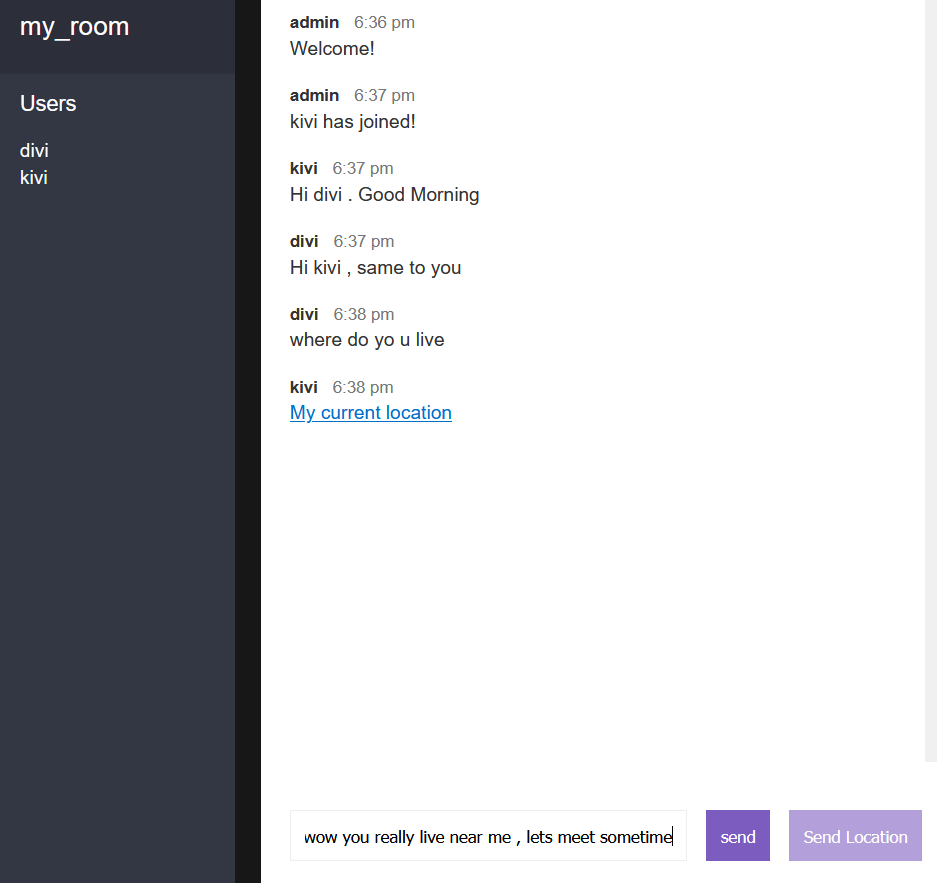 my_room
Users
divi
kivi
admin 6:36 pm
Welcome!
admin 6:37 pm
kivi has joined!
kivi 6:37 pm
Hi divi . Good Morning
divi 6:37 pm
Hi kivi , same to you
divi 6:38 pm
where do yo u live
kivi 6:38 pm
My current location
wow you really live near me , lets meet sometime
send
Send Location